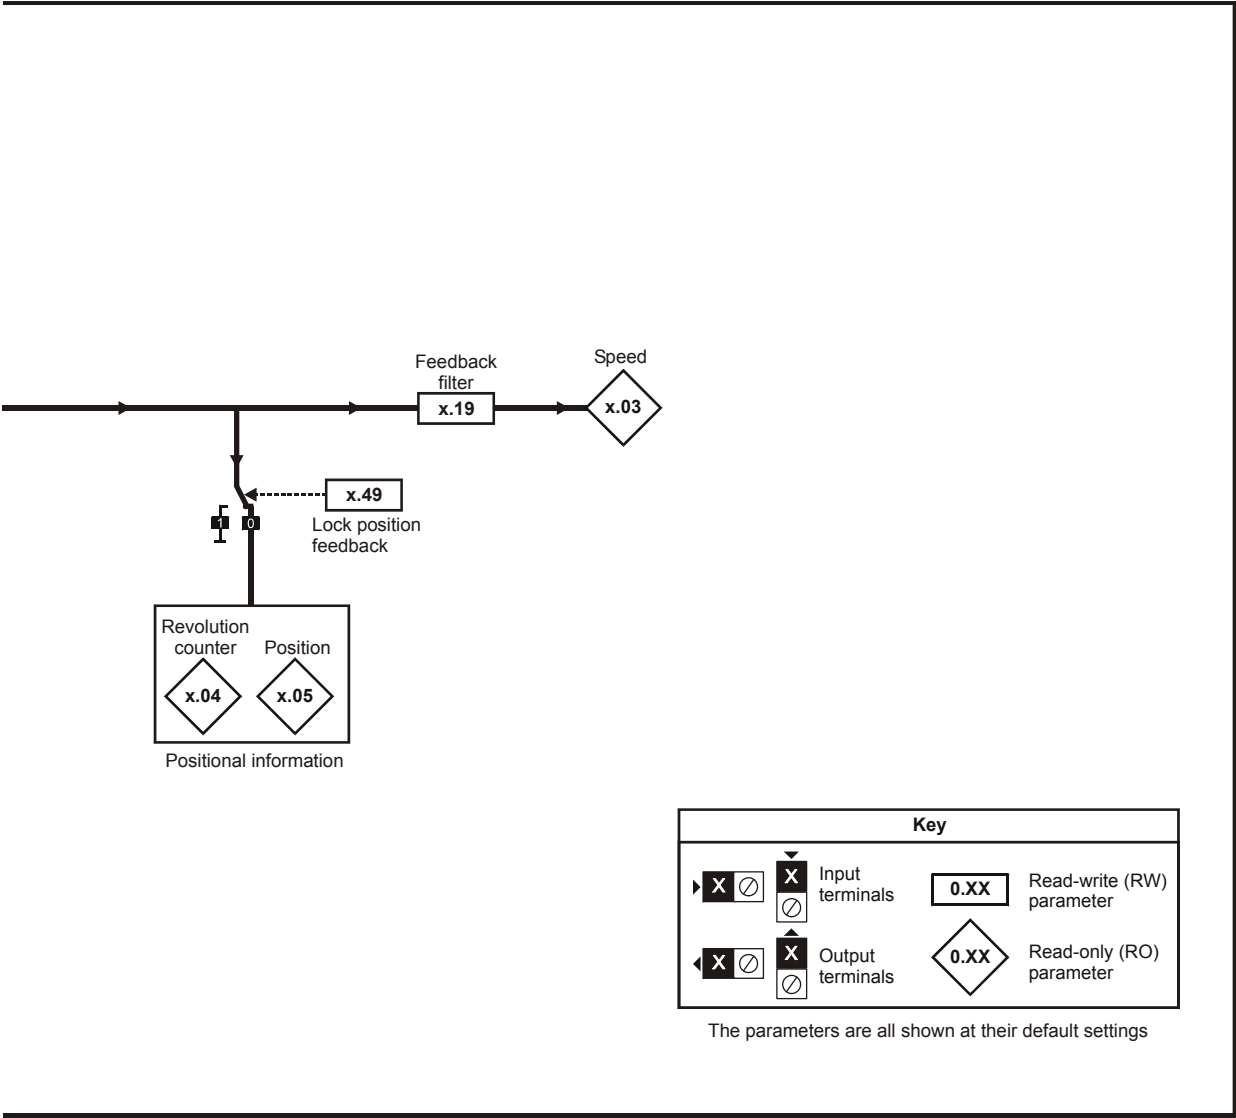 Feedback
filter
x.19
Speed
x.03
x.49
Lock position
feedback
1 0
Revolution
counter
Position
x.04
x.05
Positional information
Key
X
X
Input
terminals
0.XX
Read-write (RW)
parameter
X
X
Output
terminals
0.XX
Read-only (RO)
parameter
The parameters are all shown at their default settings